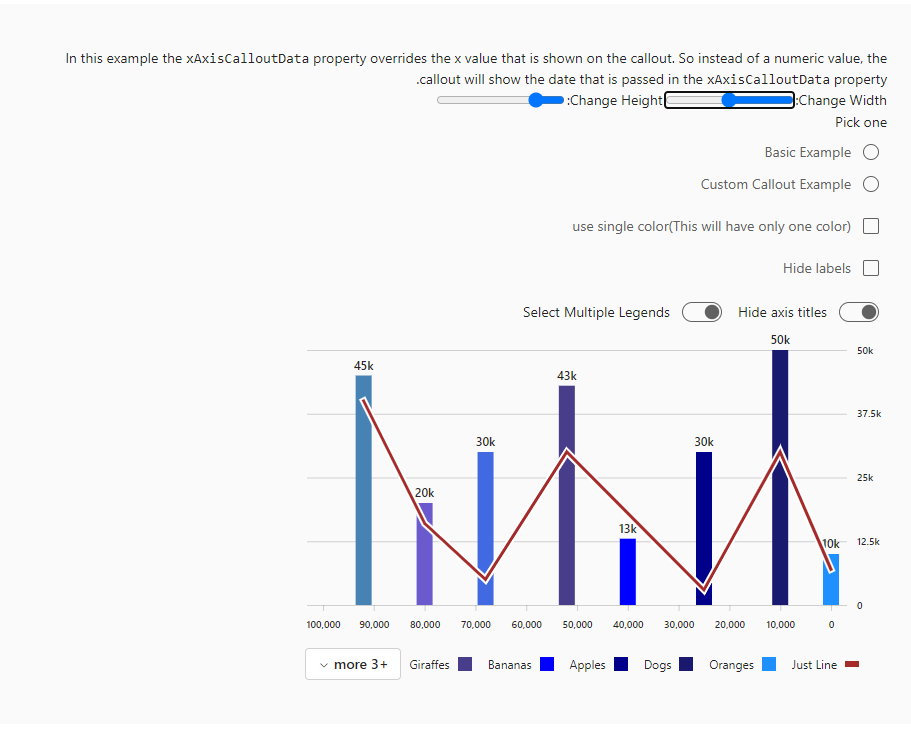 In this example the xAxisCalloutData property overrides the x value that is shown on the callout. So instead of a numeric value, the
.callout will show the date that is passed in the xAxisCalloutData property
:Change Height :Change Width
Pick one
Basic Example
Custom Callout Example
use single color(This will have only one color)
Hide labels
Select Multiple Legends Hide axis titles
50k
50k
45k
43k
37.5k
30k
30k
25k
20k
13k
12.5k
10k
0
100,000 90,000 80,000 70,000 60,000 50,000 40,000 30,000 20,000 10,000 0
more 3+ Giraffes Bananas Apples Dogs Oranges Just Line